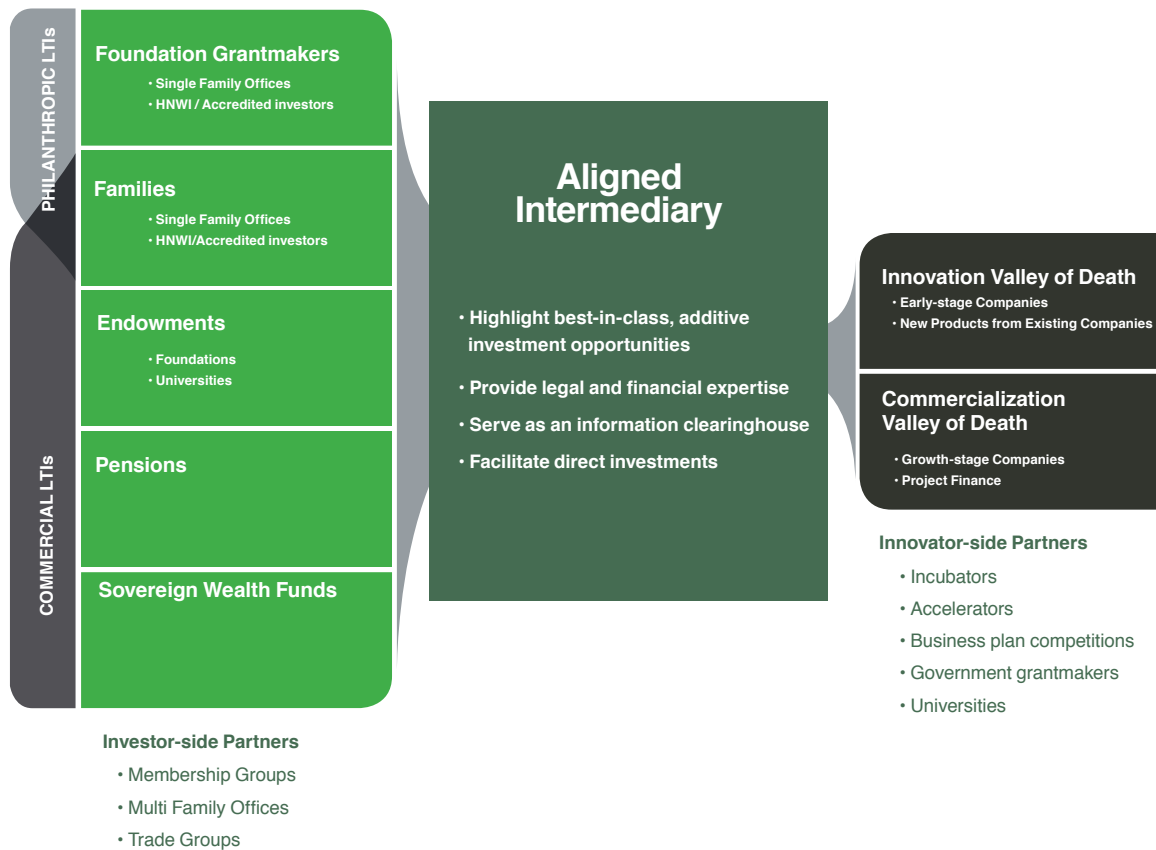 PHILANTHROPIC LTIs
COMMERCIAL LTIs
Foundation Grantmakers
• Single Family Offices
• HNWI / Accredited investors
Families
• Single Family Offices
• HNWI/Accredited investors
Endowments
• Foundations
• Universities
Pensions
Sovereign Wealth Funds
Investor-side Partners
• Membership Groups
• Multi Family Offices
• Trade Groups
Aligned
Intermediary
• Highlight best-in-class, additive
investment opportunities
• Provide legal and financial expertise
• Serve as an information clearinghouse
• Facilitate direct investments
Innovation Valley of Death
• Early-stage Companies
• New Products from Existing Companies
Commercialization
Valley of Death
• Growth-stage Companies
• Project Finance
Innovator-side Partners
• Incubators
• Accelerators
• Business plan competitions
• Government grantmakers
• Universities